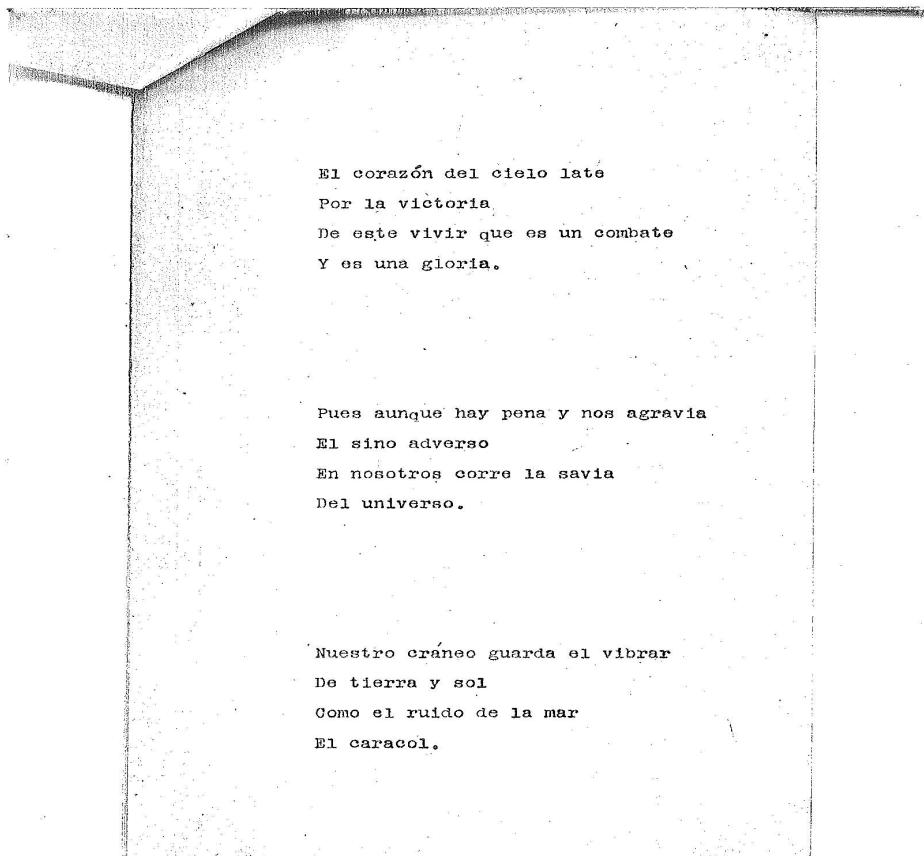 El corazón del cielo late
Por la victoria
De este vivir que es un combate
Y es una gloria.
Pues aunque hay pena y nos agravia
El sino adverso
En nosotros corre la savia
Del universo.
Nuestro cráneo guarda el vibrar
De tierra y sol
Como el ruido de la mar
El caracol.